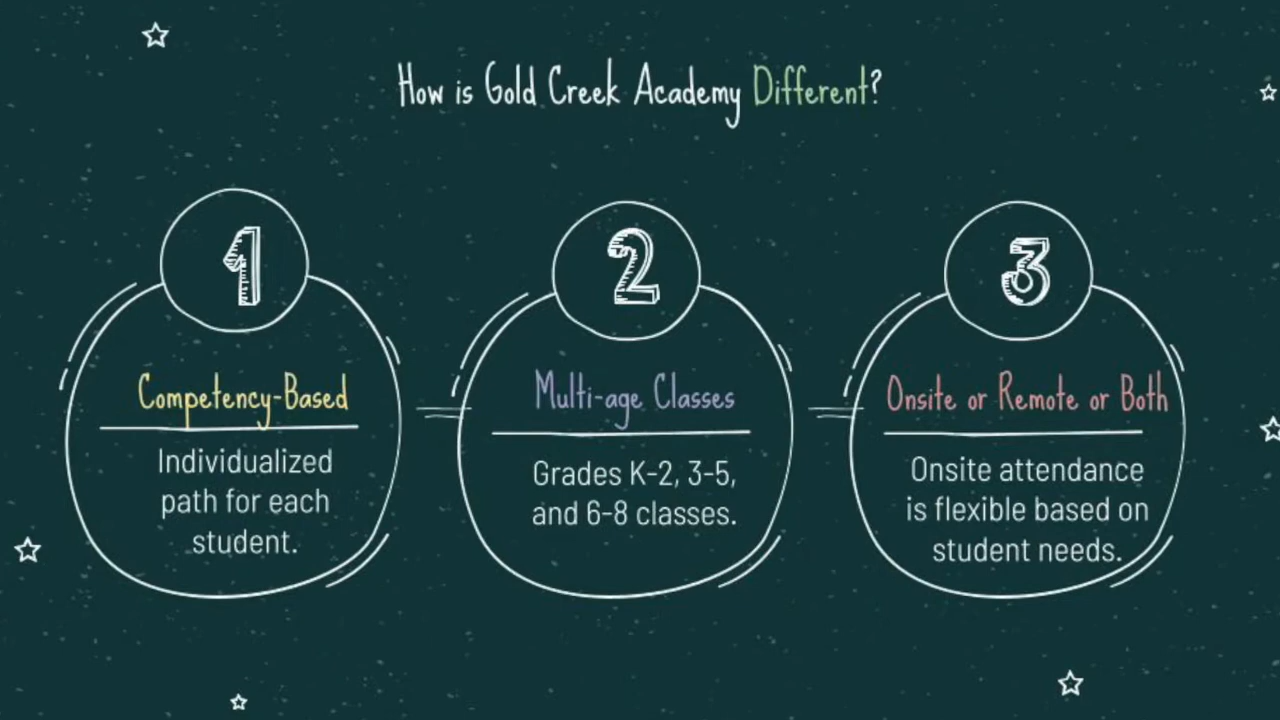 How is Gold Creek Academy Different?
1
Competency-Based
Individualized
path for each
student.
2
Multi-age Classes
Grades K-2, 3-5,
and 6-8 classes.
3
Onsite or Remote or Both
Onsite attendance
is flexible based on
student needs.